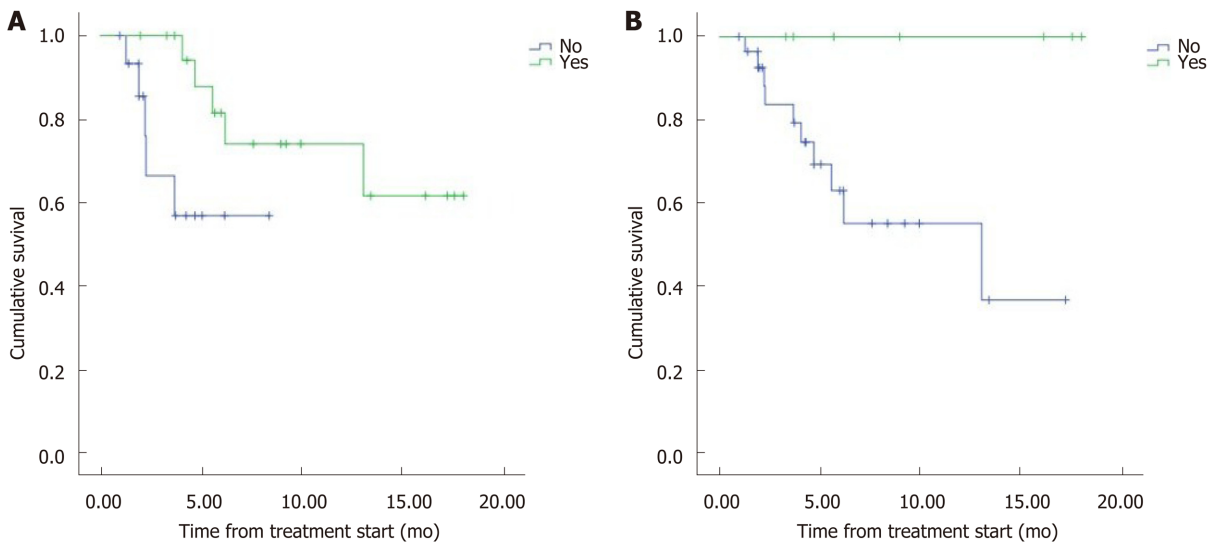 A
1.0
0.8
0.6
0.4
0.2
0.0
Cumulative suvival
No
Yes
0.00 5.00 10.00 15.00 20.00
Time from treatment start (mo)
B
1.0
0.8
0.6
0.4
0.2
0.0
Cumulative suvival
No
Yes
0.00 5.00 10.00 15.00 20.00
Time from treatment start (mo)